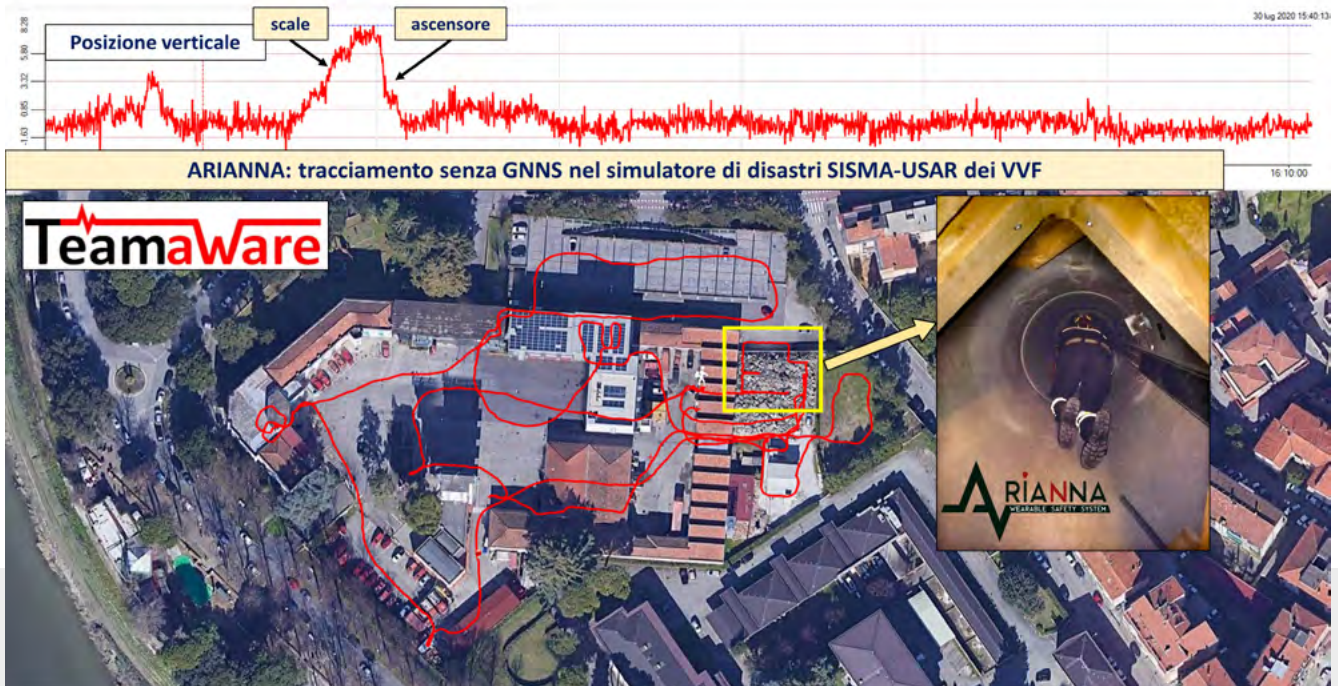 30 lug 2020 15:40:13
8.28
5.80
3.32
0.85
-1.63
Posizione verticale
scale
ascensore
16:10:00
ARIANNA: tracciamento senza GNNS nel simulatore di disastri SISMA-USAR dei VVF
Teamaware
ARIANNA
WEARABLE SAFETY SYSTEM